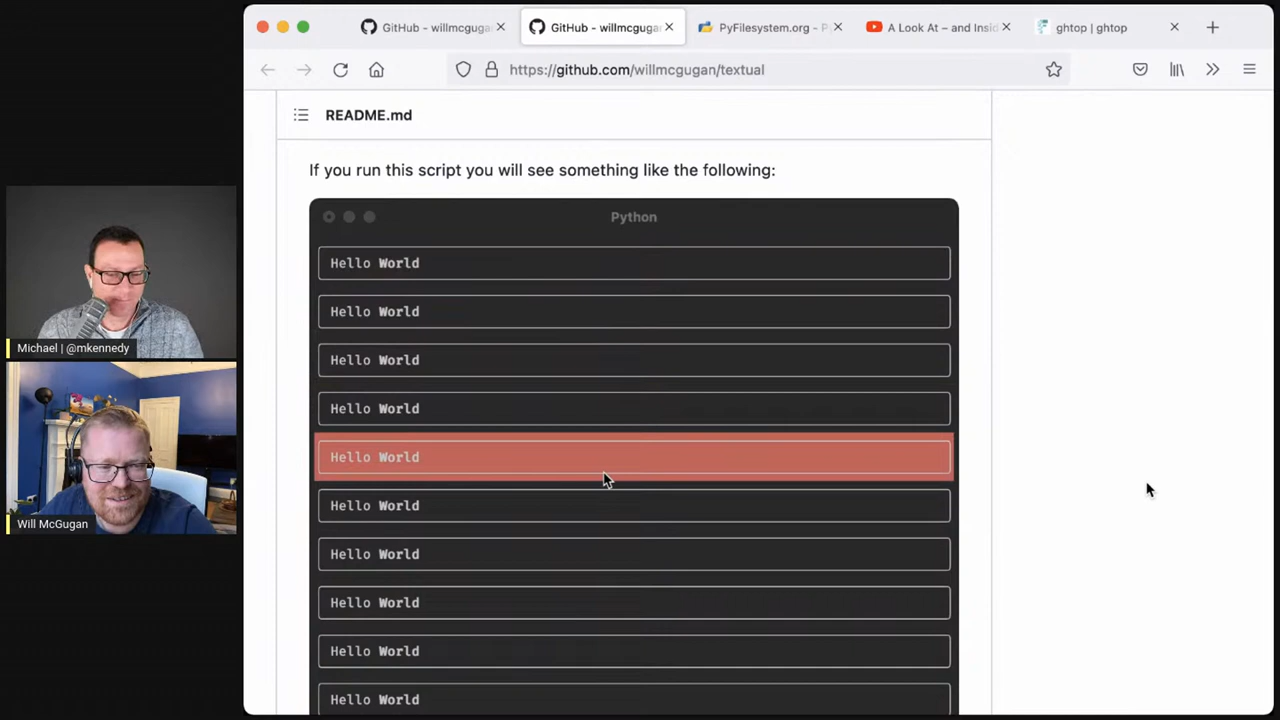 GitHub - willmcgugan
GitHub - willmcgugan
PyFilesystem.org - P
A Look At – and Insid
ghtop | ghtop
https://github.com/willmcgugan/textual
README.md
If you run this script you will see something like the following:
Python
Hello World
Hello World
Hello World
Hello World
Hello World
Hello World
Hello World
Hello World
Hello World
Hello World
Michael | @mkennedy
Will McGugan